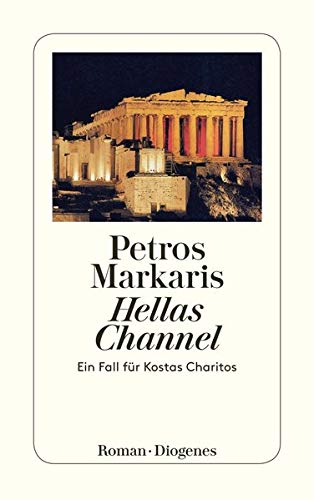 Petros
Markaris
Hellas
Channel
Ein Fall für Kostas Charitos
Roman · Diogenes